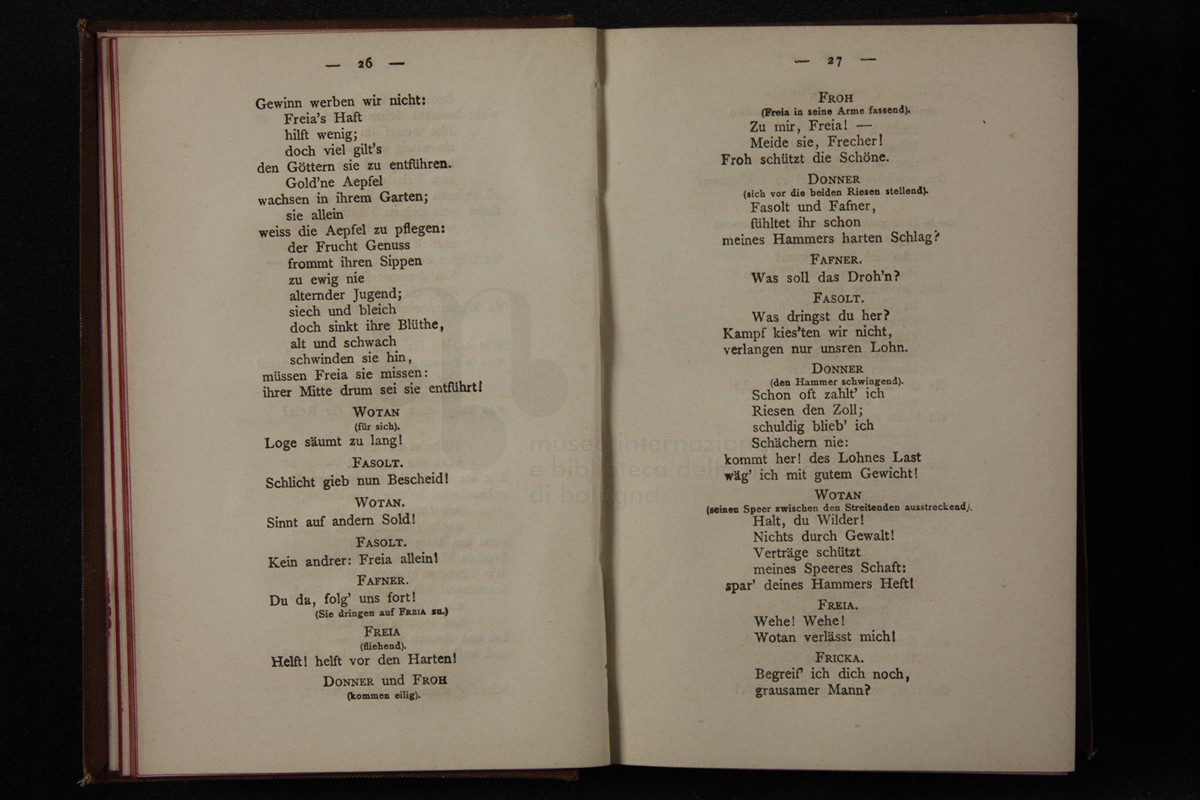 — 26 —
Gewinn werben wir nicht:
Freia's Haft
hilft wenig;
doch viel gilt's
den Göttern sie zu entführen.
Gold'ne Aepfel
wachsen in ihrem Garten;
sie allein
weiss die Aepfel zu pflegen:
der Frucht Genuss
frommt ihren Sippen
zu ewig nie
alternder Jugend;
siech und bleich
doch sinkt ihre Blüthe,
alt und schwach
schwinden sie hin,
müssen Freia sie missen:
ihrer Mitte drum sei sie entführt!
WOTAN
(für sich).
Loge säumt zu lang!
FASOLT.
Schlicht gieb nun Bescheid!
WOTAN.
Sinnt auf andern Sold!
FASOLT.
Kein andrer: Freia allein!
FAFNER.
Du da, folg' uns fort!
(Sie dringen auf FREIA zu.)
FREIA
(fliehend).
Helft! helft vor den Harten!
DONNER und FROH
(kommen eilig).
— 27 —
FROH
(Freia in seine Arme fassend).
Zu mir, Freia! —
Meide sie, Frecher!
Froh schützt die Schöne.
DONNER
(sich vor die beiden Riesen stellend).
Fasolt und Fafner,
fühltet ihr schon
meines Hammers harten Schlag?
FAFNER.
Was soll das Droh'n?
FASOLT.
Was dringst du her?
Kampf kies'ten wir nicht,
verlangen nur unsren Lohn.
DONNER
(den Hammer schwingend).
Schon oft zahlt' ich
Riesen den Zoll;
schuldig blieb' ich
Schächern nie:
kommt her! des Lohnes Last
wäg' ich mit gutem Gewicht!
WOTAN
(seinen Speer zwischen den Streitenden ausstreckend).
Halt, du Wilder!
Nichts durch Gewalt!
Verträge schützt
meines Speeres Schaft:
spar' deines Hammers Heft!
FREIA.
Wehe! Wehe!
Wotan verlässt mich!
FRICKA.
Begreif' ich dich noch,
grausamer Mann?
museo internazion
e biblioteca dell
di bologna